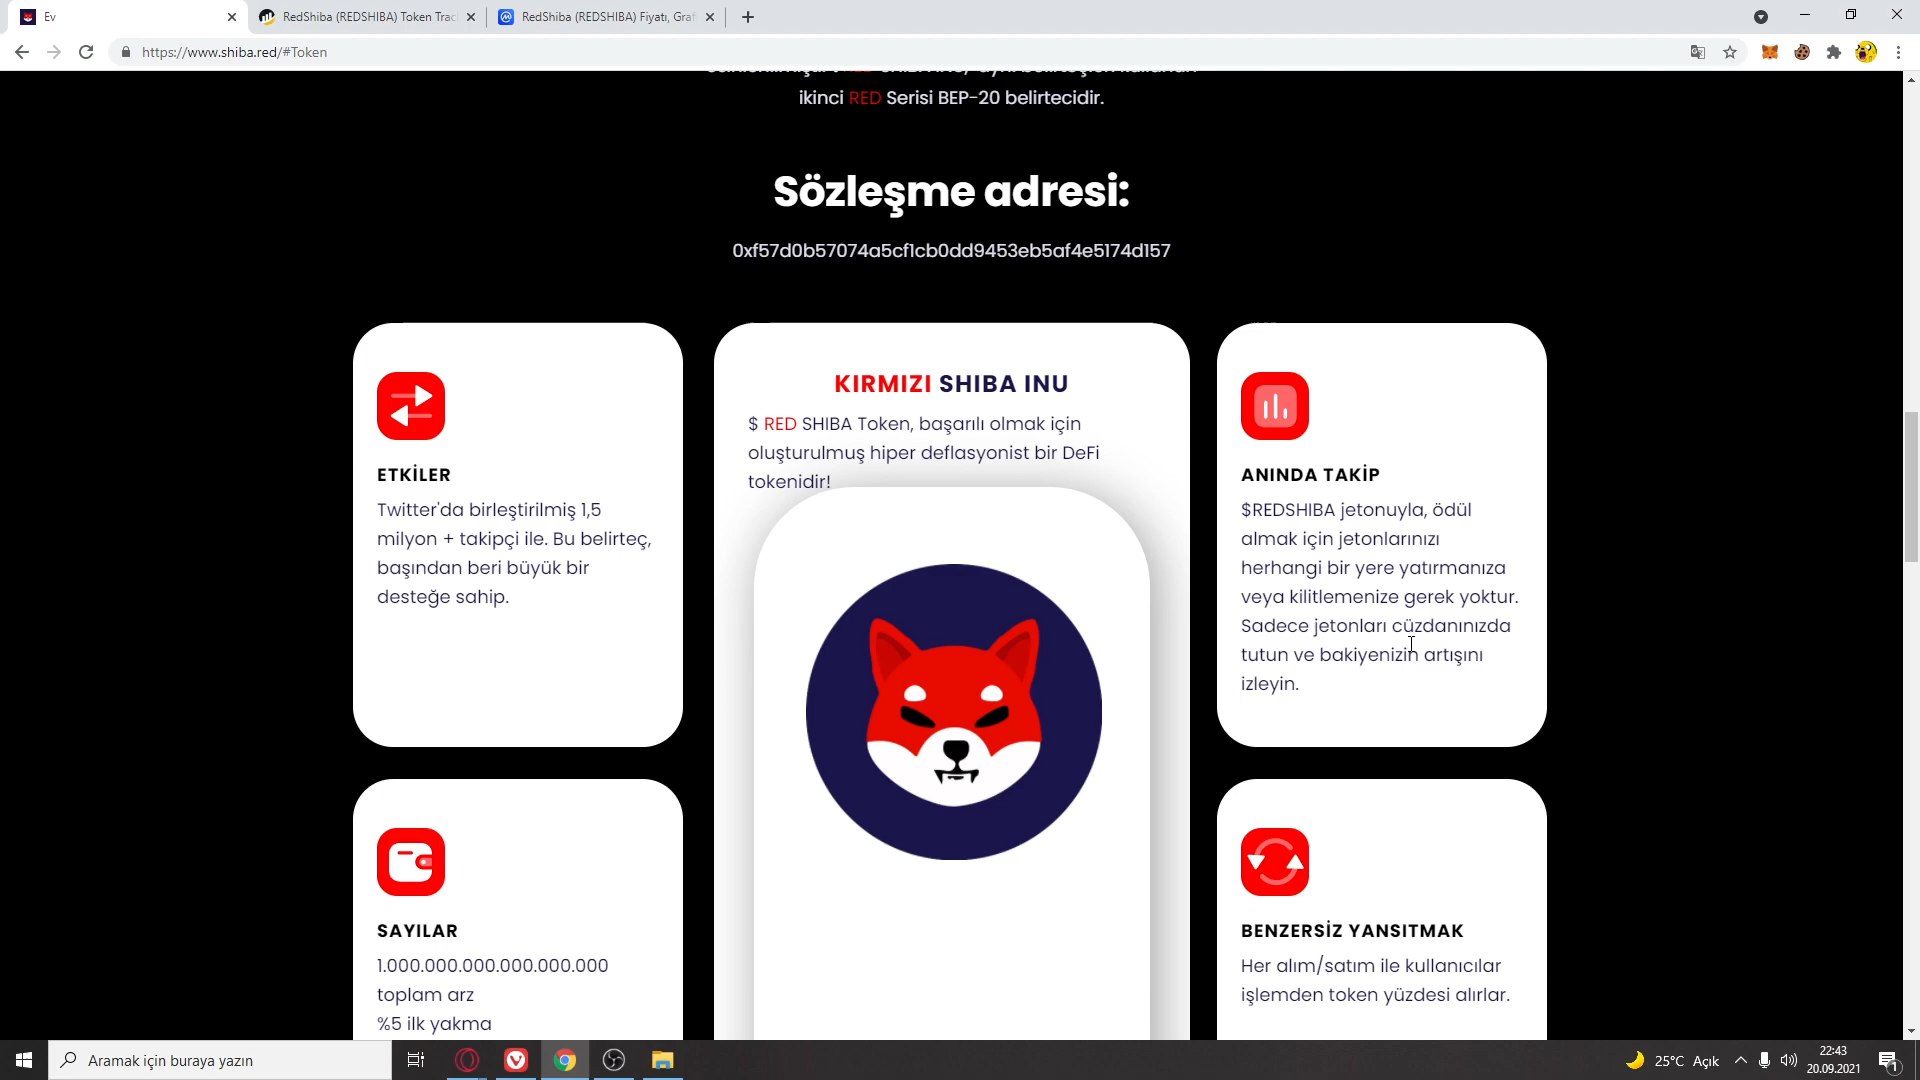 Ev
RedShiba (REDSHIBA) Token Trac
RedShiba (REDSHIBA) Fiyatı, Graf
https://www.shiba.red/#Token
ikinci RED Serisi BEP-20 belirtecidir.
Sözleşme adresi:
0xf57d0b57074a5cf1cb0dd9453eb5af4e5174d157
ETKİLER
Twitter'da birleştirilmiş 1,5
milyon + takipçi ile. Bu belirteç,
başından beri büyük bir
desteğe sahip.
KIRMIZI SHIBA INU
$ RED SHIBA Token, başarılı olmak için
oluşturulmuş hiper deflasyonist bir DeFi
tokenidir!
ANINDA TAKİP
$REDSHIBA jetonuyla, ödül
almak için jetonlarınızı
herhangi bir yere yatırmanıza
veya kilitlemenize gerek yoktur.
Sadece jetonları cüzdanınızda
tutun ve bakiyenizin artışını
izleyin.
SAYILAR
1.000.000.000.000.000.000
toplam arz
%5 ilk yakma
BENZERSİZ YANSITMAK
Her alım/satım ile kullanıcılar
işlemden token yüzdesi alırlar.
Aramak için buraya yazın
25°C Açık
22:43
20.09.2021
1